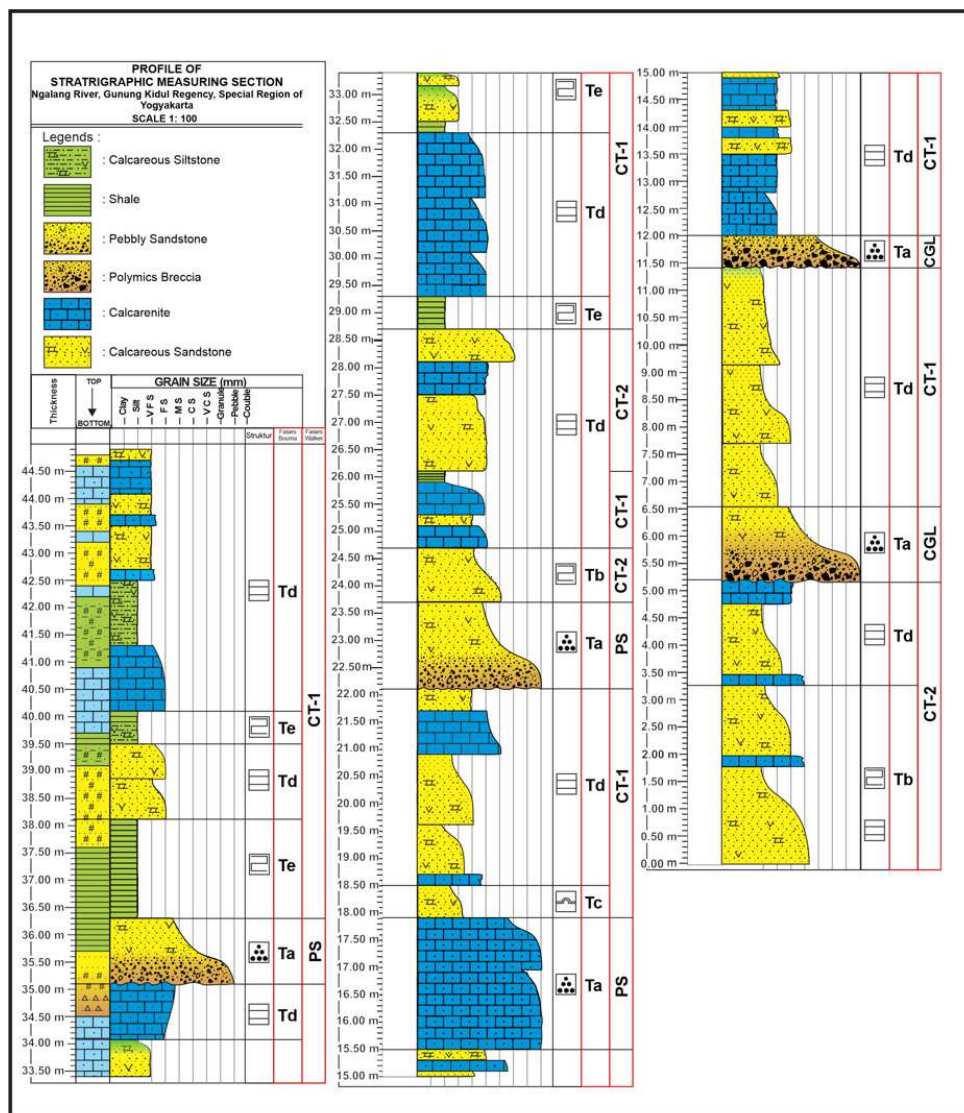 PROFILE OF
STRATRIGRAPHIC MEASURING SECTION
Ngalang River, Gunung Kidul Regency, Special Region of
Yogyakarta
SCALE 1: 100
Legends :
: Calcareous Siltstone
: Shale
: Pebbly Sandstone
: Polymics Breccia
: Calcarenite
: Calcareous Sandstone
Thickness
TOP
BOTTOM
GRAIN SIZE (mm)
Clay
Silt
V F S
F S
M S
C S
V C S
Granule
Pebble
Couble
Struktur
Fases
Bouma
Fases
Walker
44.50 m
44.00 m
43.50 m
43.00 m
42.50 m
42.00 m
41.50 m
41.00 m
40.50 m
40.00 m
39.50 m
39.00 m
38.50 m
38.00 m
37.50 m
37.00 m
36.50 m
36.00 m
35.50 m
35.00 m
34.50 m
34.00 m
33.50 m
Td
Te
Td
Te
Ta
Td
CT-1
PS
33.00 m
32.50 m
32.00 m
31.50 m
31.00 m
30.50 m
30.00 m
29.50 m
29.00 m
28.50 m
28.00 m
27.50 m
27.00 m
26.50 m
26.00 m
25.50 m
25.00 m
24.50 m
24.00 m
23.50 m
23.00 m
22.50 m
22.00 m
21.50 m
21.00 m
20.50 m
20.00 m
19.50 m
19.00 m
18.50 m
18.00 m
17.50 m
17.00 m
16.50 m
16.00 m
15.50 m
15.00 m
Te
Td
Te
Td
Tb
Ta
Td
Tc
Ta
CT-1
CT-2
CT-1
CT-2
PS
CT-1
PS
15.00 m
14.50 m
14.00 m
13.50 m
13.00 m
12.50 m
12.00 m
11.50 m
11.00 m
10.50 m
10.00 m
9.50 m
9.00 m
8.50 m
8.00 m
7.50 m
7.00 m
6.50 m
6.00 m
5.50 m
5.00 m
4.50 m
4.00 m
3.50 m
3.00 m
2.50 m
2.00 m
1.50 m
1.00 m
0.50 m
0.00 m
Td
Ta
Td
Ta
Td
Tb
CT-1
CGL
CT-1
CGL
CT-2